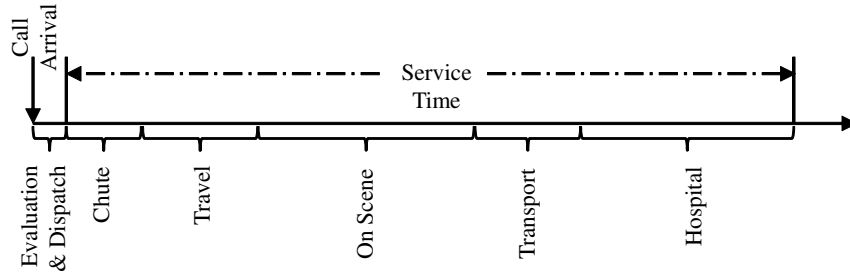 Call
Arrival
Service
Time
Evaluation
& Dispatch
Chute
Travel
On Scene
Transport
Hospital